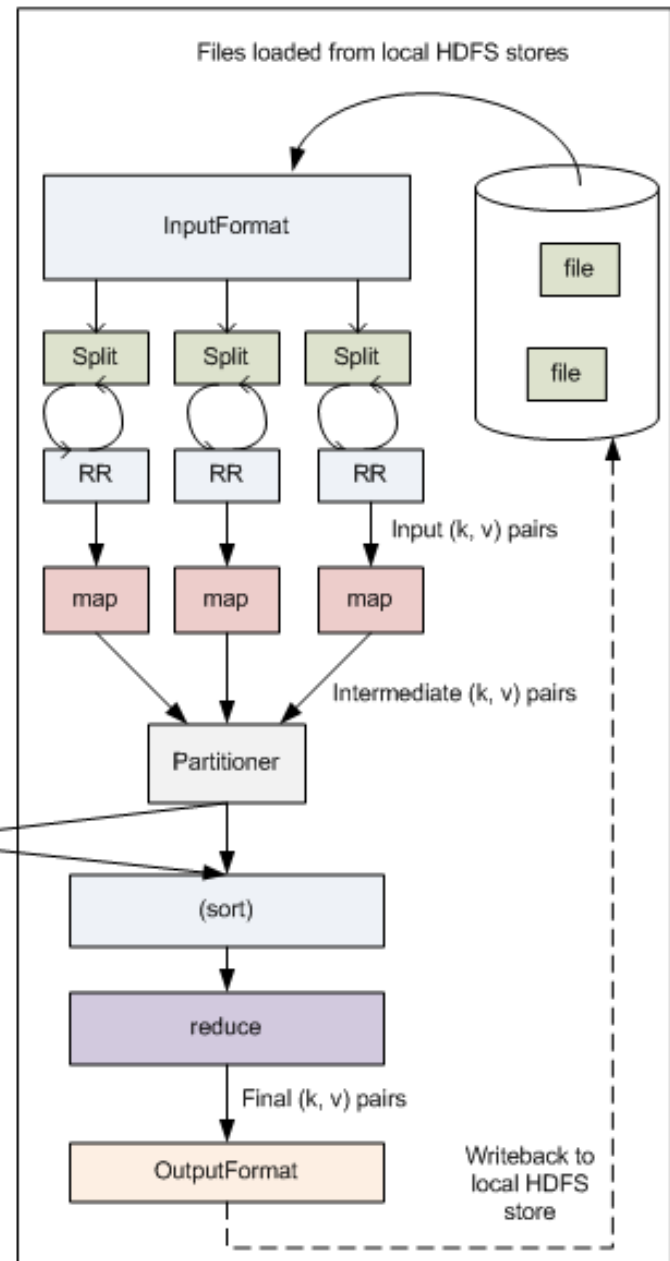 Files loaded from local HDFS stores
InputFormat
file
Split
Split
Split
file
RR
RR
RR
Input (k, v) pairs
map
map
map
Intermediate (k, v) pairs
Partitioner
(sort)
reduce
Final (k, v) pairs
OutputFormat
Writeback to
local HDFS
store